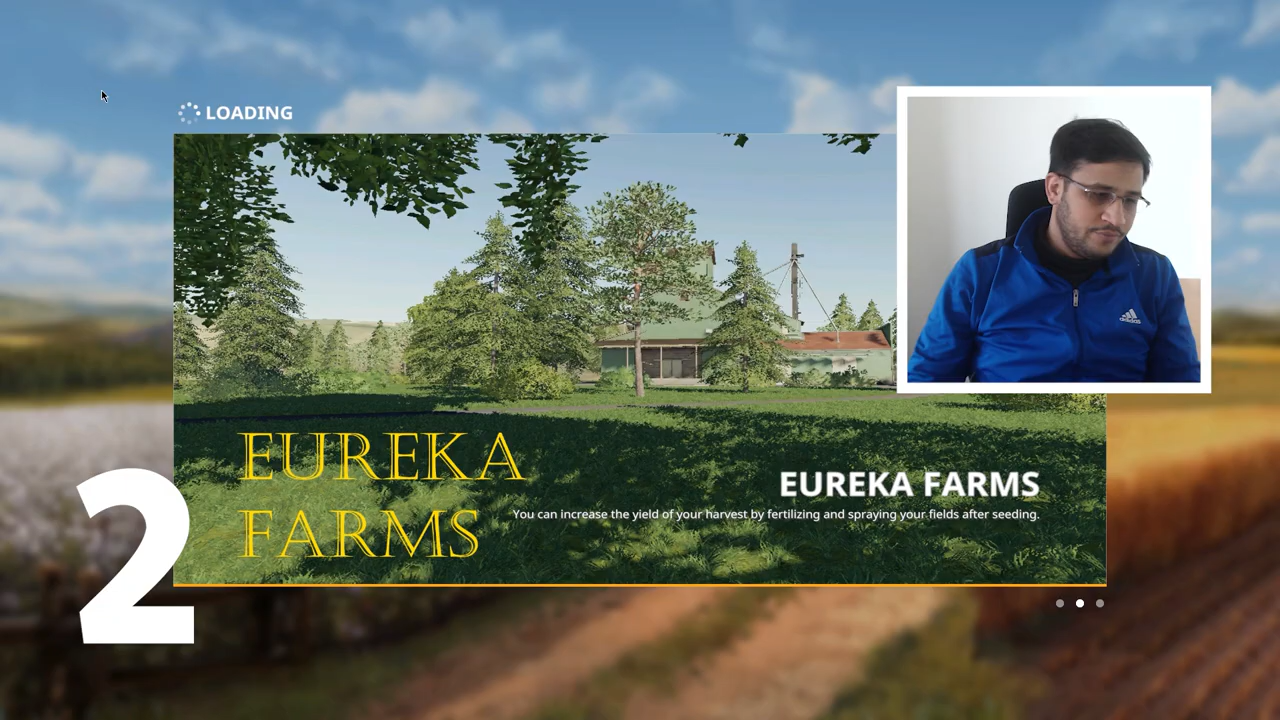 LOADING
adidas
EUREKA
FARMS
EUREKA FARMS
You can increase the yield of your harvest by fertilizing and spraying your fields after seeding.
2